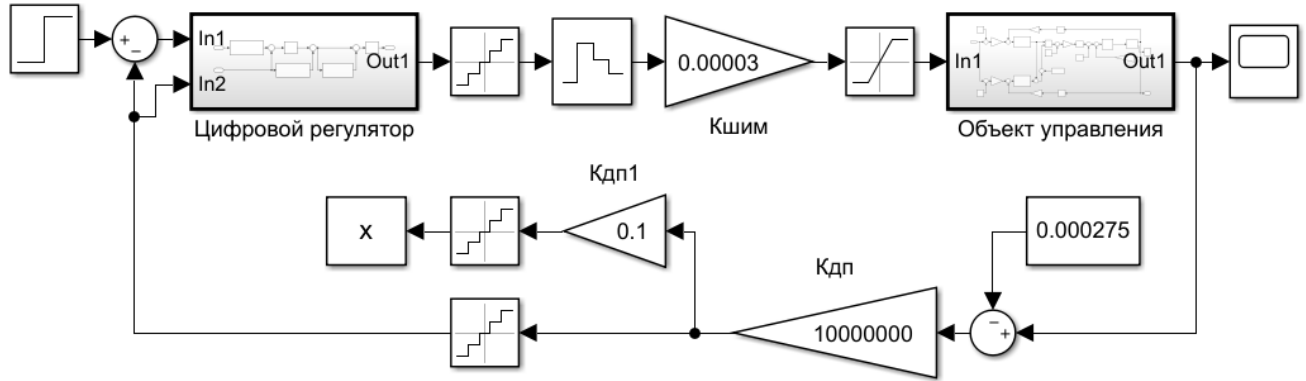 In1
In2
Out1
Цифровой регулятор
0.00003
Кшим
In1
Out1
Объект управления
Кдп1
x
0.1
0.000275
Кдп
10000000